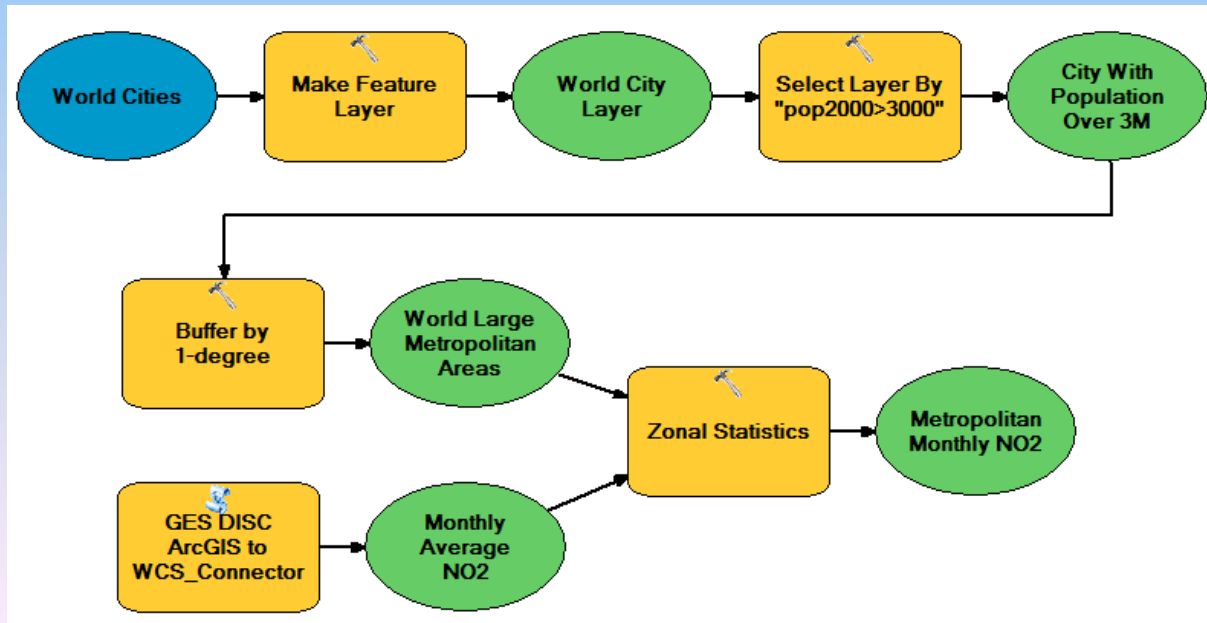 World Cities
Make Feature
Layer
World City
Layer
Select Layer By
"pop2000>3000"
City With
Population
Over 3M
Buffer by
1-degree
World Large
Metropolitan
Areas
Zonal Statistics
Metropolitan
Monthly NO2
GES DISC
ArcGIS to
WCS_Connector
Monthly
Average
NO2